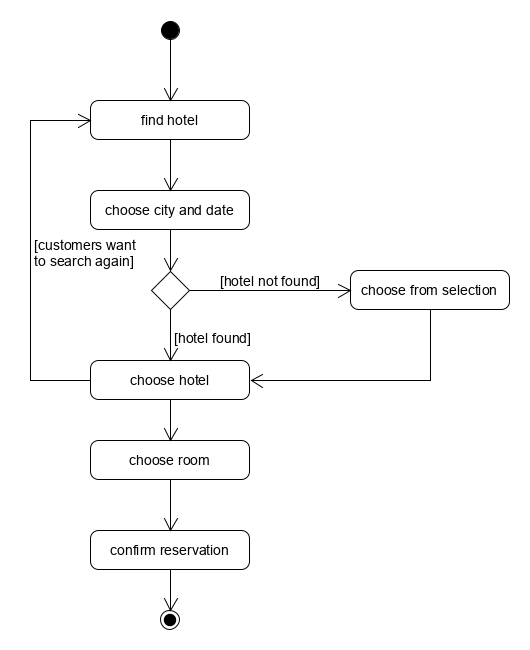 find hotel
choose city and date
[customers want
to search again]
[hotel not found]
choose from selection
[hotel found]
choose hotel
choose room
confirm reservation